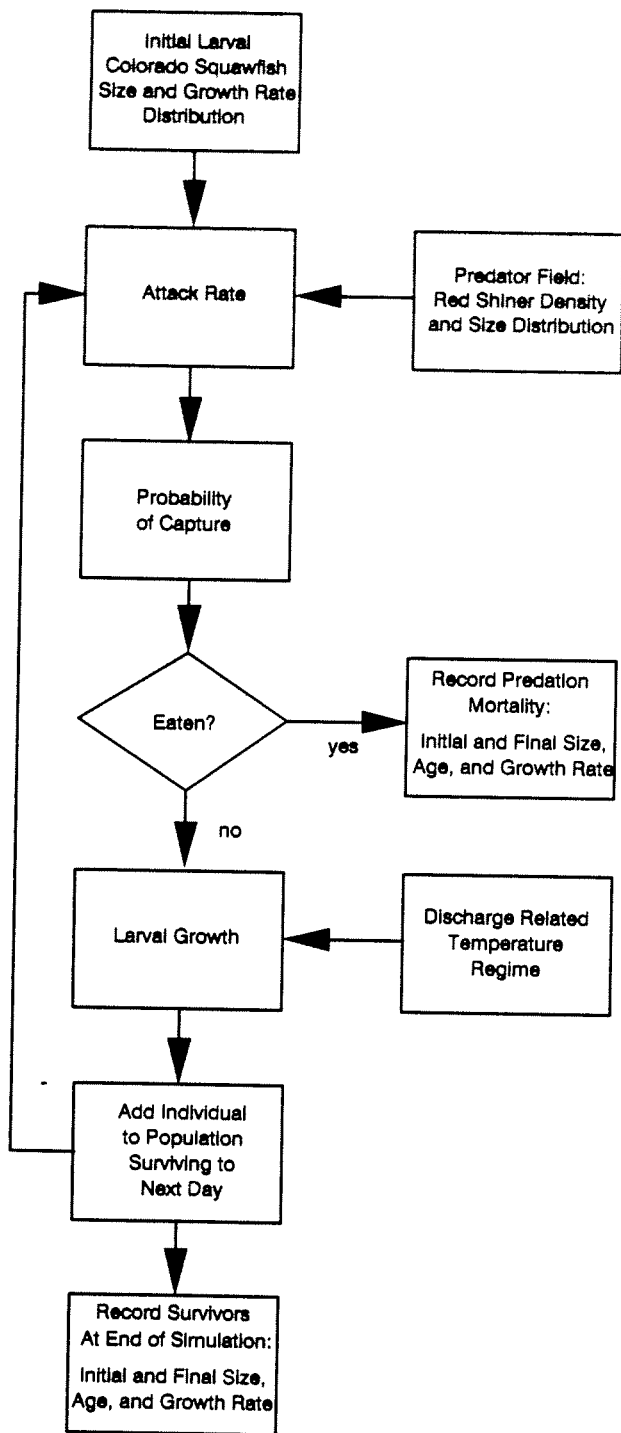 Initial Larval
Colorado Squawfish
Size and Growth Rate
Distribution
Attack Rate
Predator Field:
Red Shiner Density
and Size Distribution
Probability
of Capture
Eaten?
yes
Record Predation
Mortality:
Initial and Final Size,
Age, and Growth Rate
no
Larval Growth
Discharge Related
Temperature
Regime
Add Individual
to Population
Surviving to
Next Day
Record Survivors
At End of Simulation:
Initial and Final Size,
Age, and Growth Rate